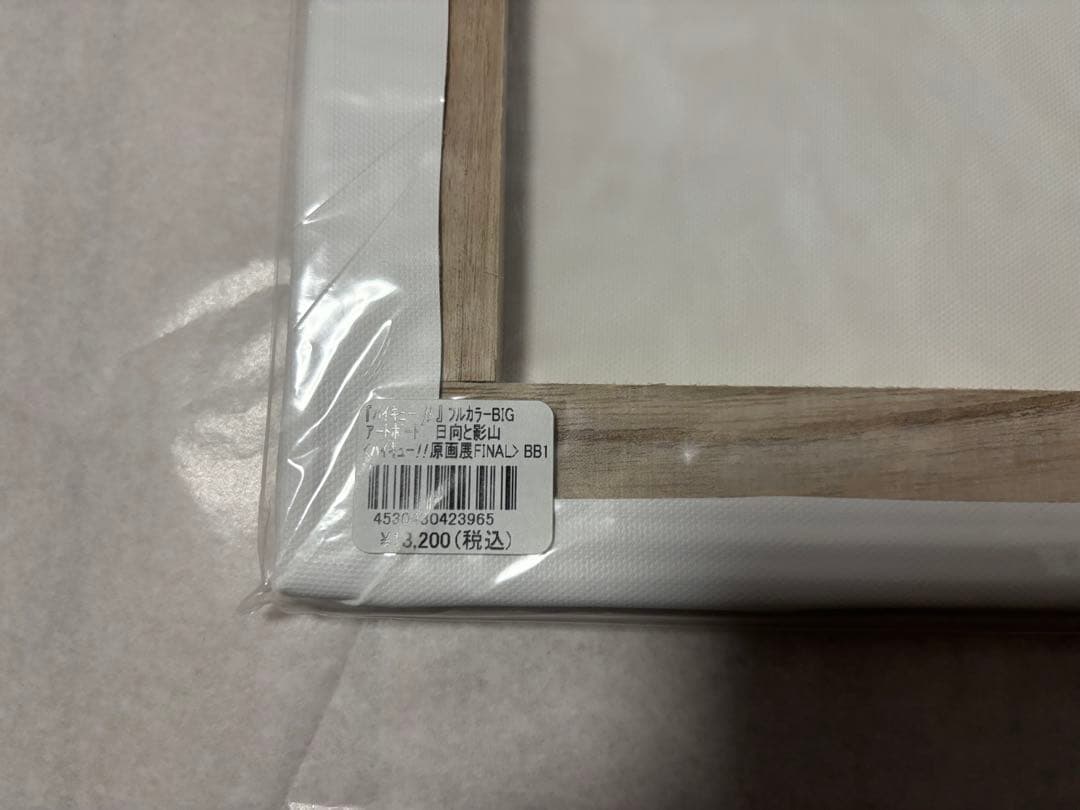 『ハイキュー!!』フルカラーBIG
アートボード 日向と影山
<ハイキュー!!原画展FINAL> BB1
3,200(税込)